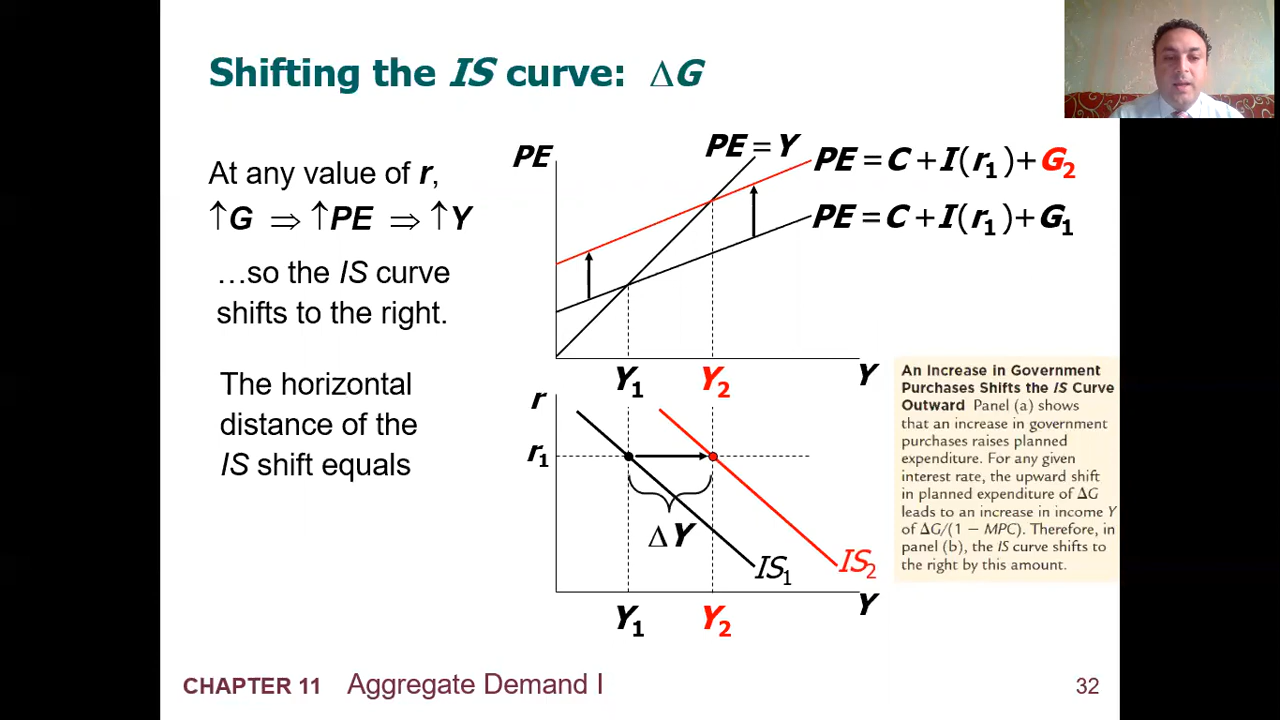 Shifting the IS curve: ΔG
At any value of r,
↑G ⇒ ↑PE ⇒ ↑Y
…so the IS curve
shifts to the right.
The horizontal
distance of the
IS shift equals
PE
PE = Y
PE = C + I(r₁) + G₂
PE = C + I(r₁) + G₁
Y
Y₁
Y₂
r
r₁
ΔY
IS₁
IS₂
Y
Y₁
Y₂
An Increase in Government
Purchases Shifts the IS Curve
Outward Panel (a) shows
that an increase in government
purchases raises planned
expenditure. For any given
interest rate, the upward shift
in planned expenditure of ΔG
leads to an increase in income Y
of ΔG/(1 − MPC). Therefore, in
panel (b), the IS curve shifts to
the right by this amount.
CHAPTER 11 Aggregate Demand I
32